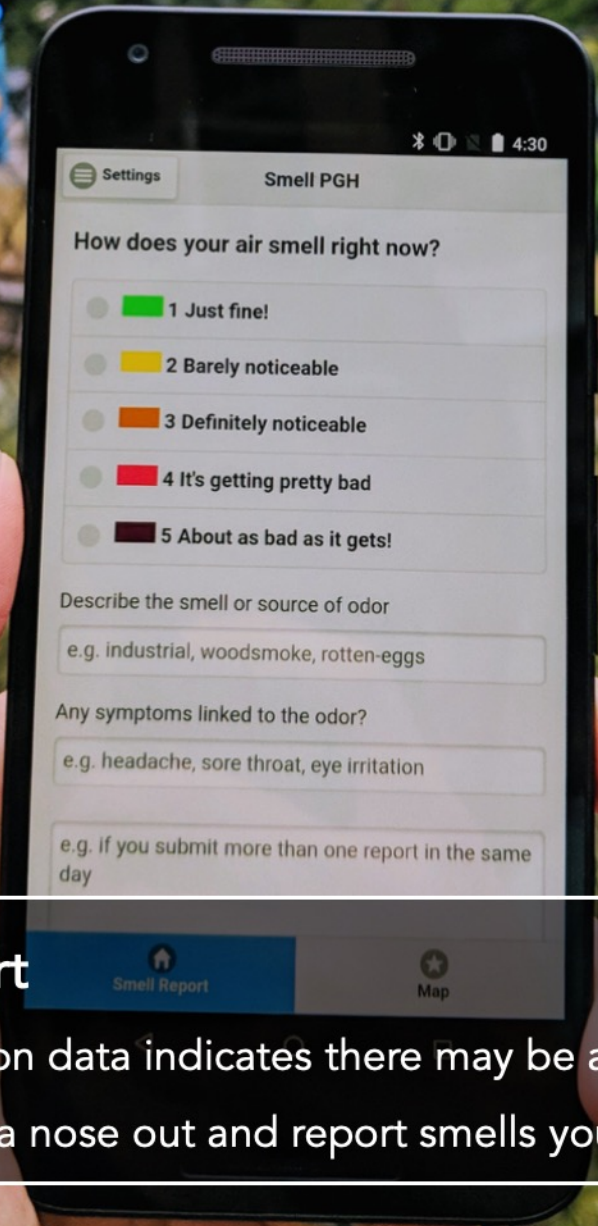 4:30
Settings
Smell PGH
How does your air smell right now?
1 Just fine!
2 Barely noticeable
3 Definitely noticeable
4 It's getting pretty bad
5 About as bad as it gets!
Describe the smell or source of odor
e.g. industrial, woodsmoke, rotten-eggs
Any symptoms linked to the odor?
e.g. headache, sore throat, eye irritation
e.g. if you submit more than one report in the same
day
Smell Report
Map
rt
on data indicates there may be a
a nose out and report smells you